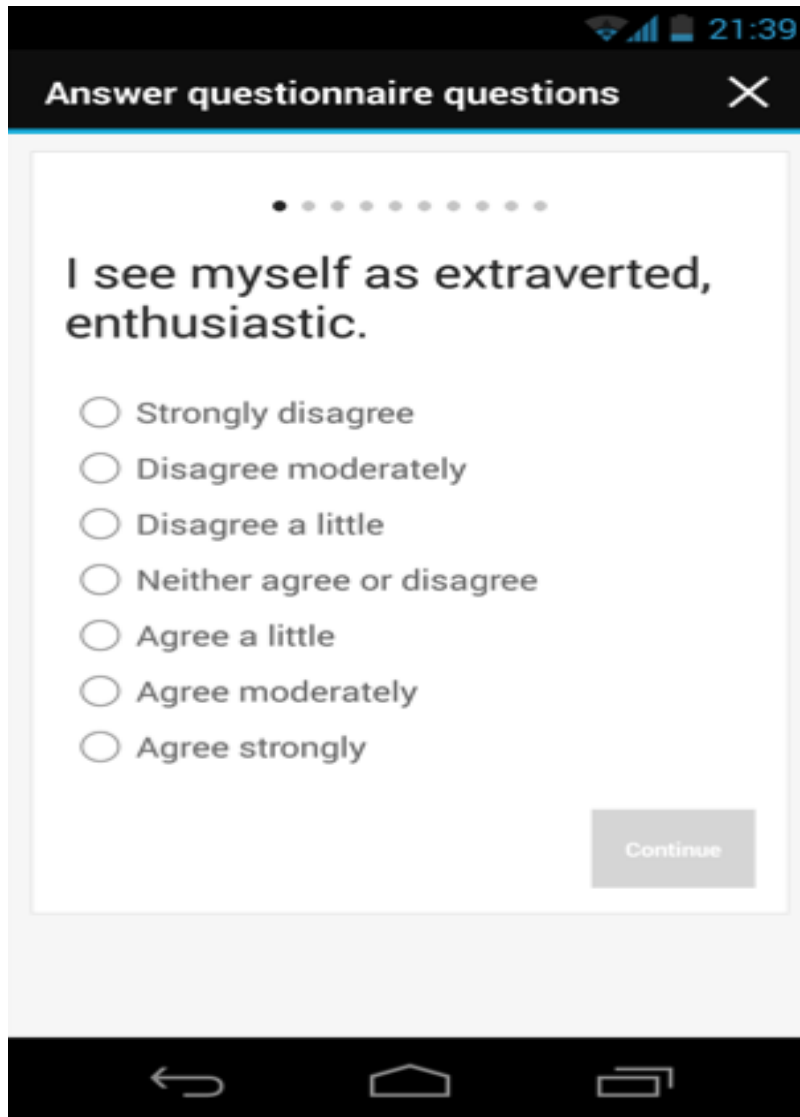 21:39
Answer questionnaire questions
I see myself as extraverted,
enthusiastic.
Strongly disagree
Disagree moderately
Disagree a little
Neither agree or disagree
Agree a little
Agree moderately
Agree strongly
Continue